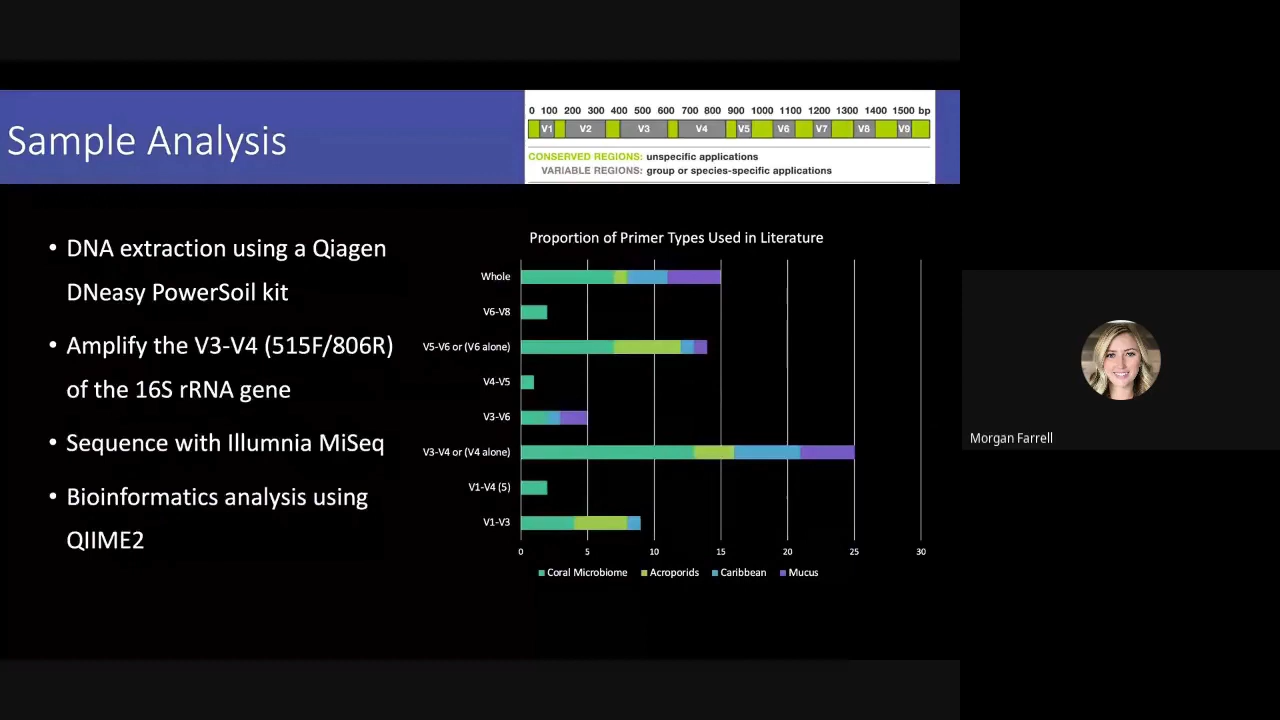 Sample Analysis
0 100 200 300 400 500 600 700 800 900 1000 1100 1200 1300 1400 1500 bp
V1 V2 V3 V4 V5 V6 V7 V8 V9
CONSERVED REGIONS: unspecific applications
VARIABLE REGIONS: group or species-specific applications
• DNA extraction using a Qiagen
DNeasy PowerSoil kit
• Amplify the V3-V4 (515F/806R)
of the 16S rRNA gene
• Sequence with Illumnia MiSeq
• Bioinformatics analysis using
QIIME2
Proportion of Primer Types Used in Literature
Whole
V6-V8
V5-V6 or (V6 alone)
V4-V5
V3-V6
V3-V4 or (V4 alone)
V1-V4 (5)
V1-V3
0 5 10 15 20 25 30
Coral Microbiome Acroporids Caribbean Mucus
Morgan Farrell